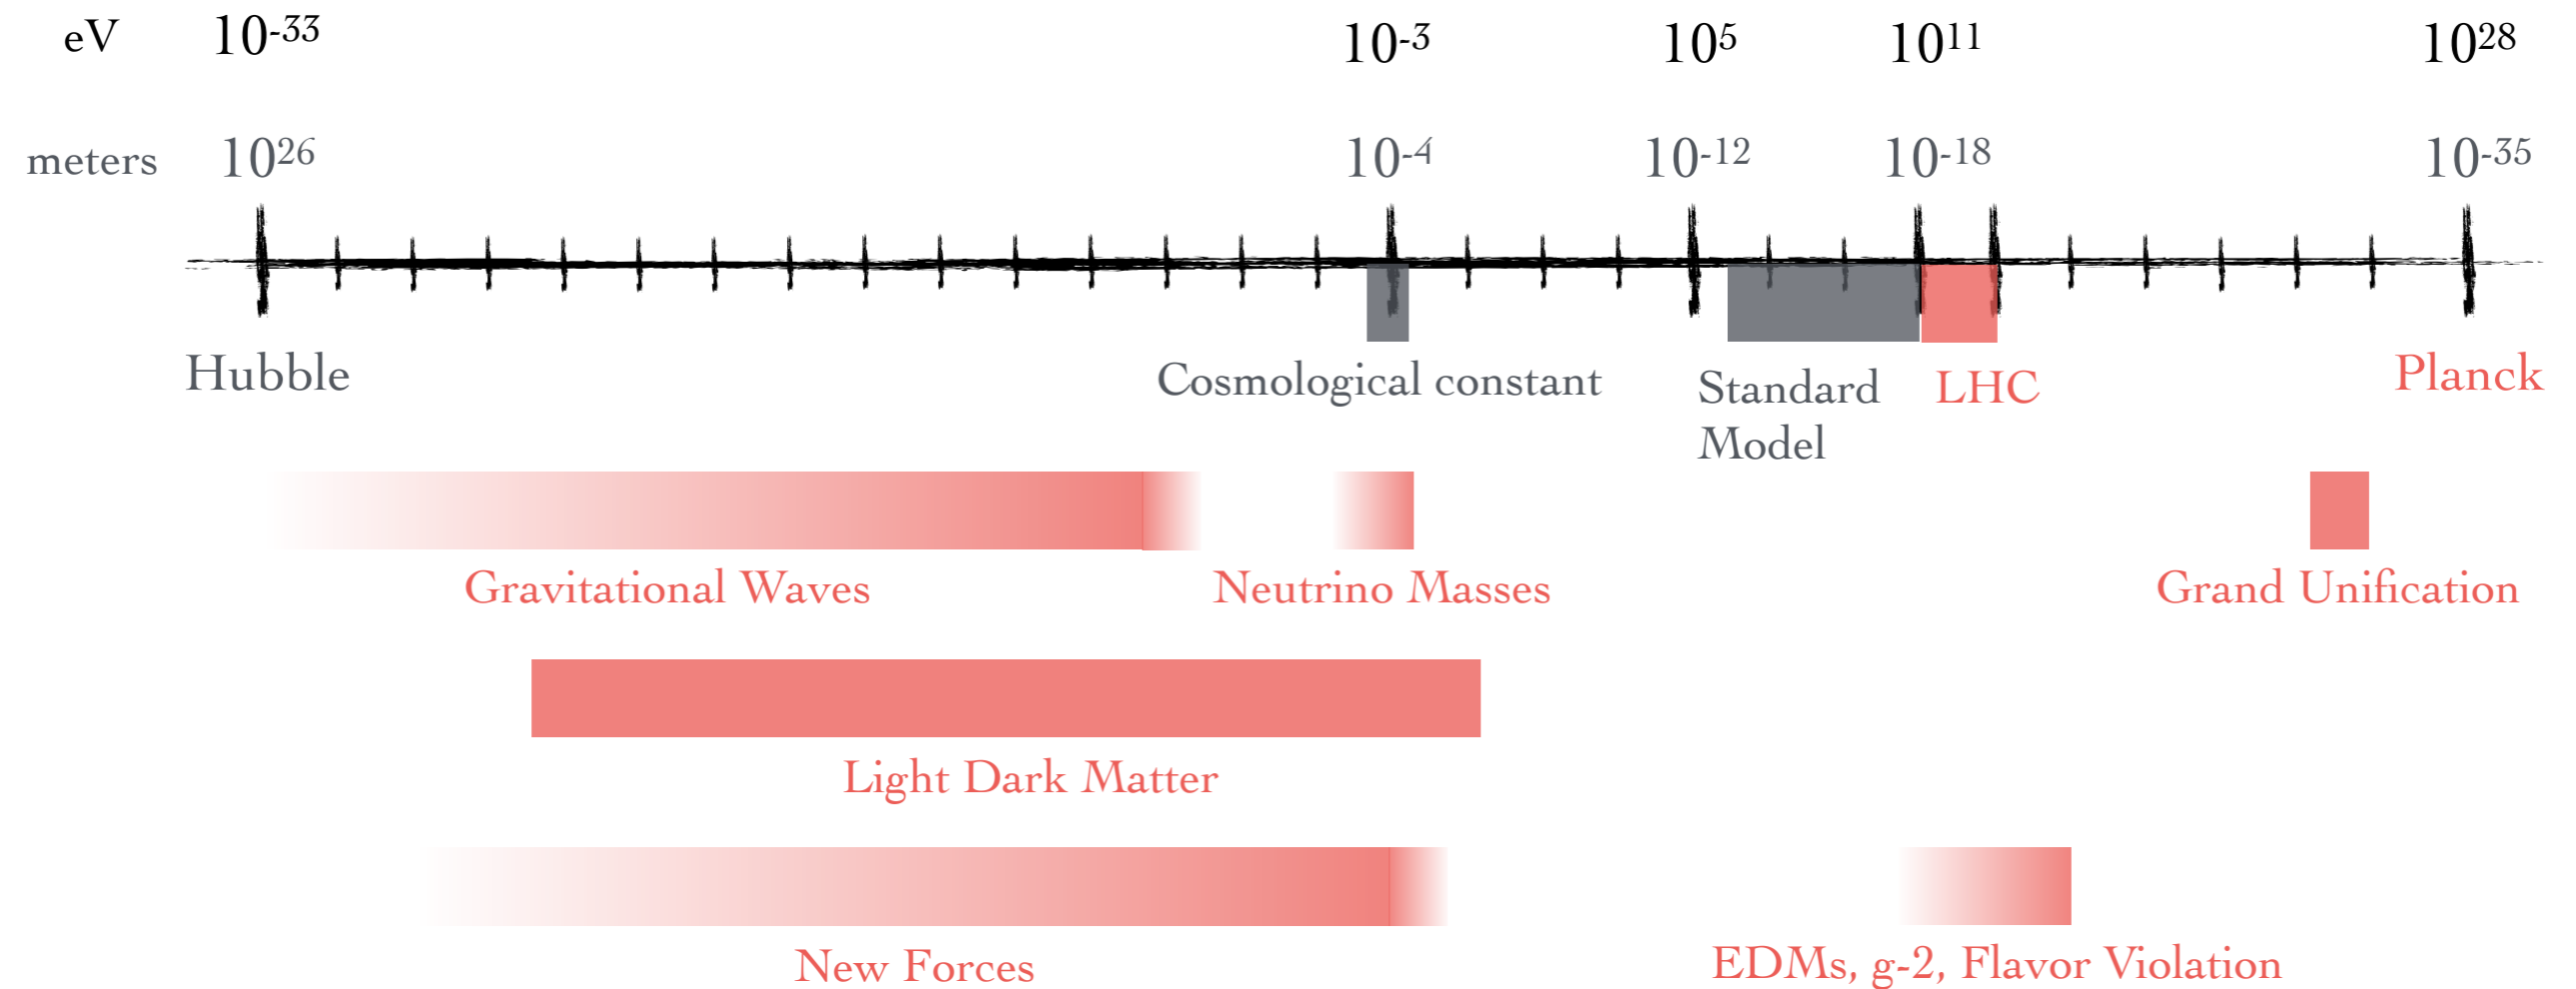 eV 10-33 10-3 105 1011 1028
meters 1026 10-4 10-12 10-18 10-35
Hubble Cosmological constant Standard LHC Planck
Model
Gravitational Waves Neutrino Masses Grand Unification
Light Dark Matter
New Forces EDMs, g-2, Flavor Violation